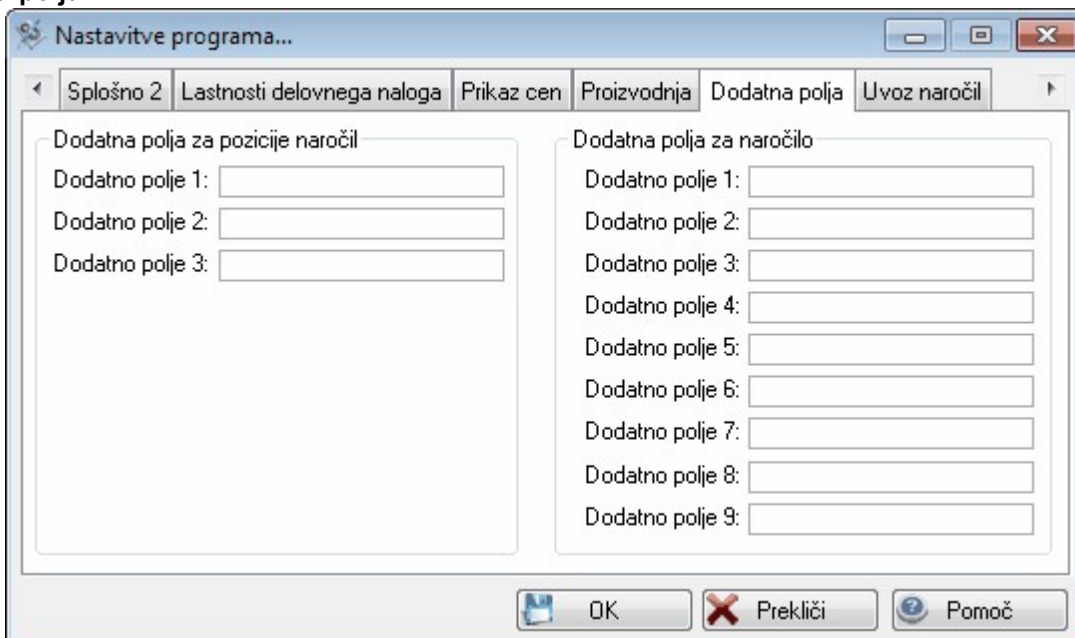 Nastavitve programa...
Splošno 2 Lastnosti delovnega naloga Prikaz cen Proizvodnja Dodatna polja Uvoz naročil
Dodatna polja za pozicije naročil
Dodatno polje 1:
Dodatno polje 2:
Dodatno polje 3:
Dodatna polja za naročilo
Dodatno polje 1:
Dodatno polje 2:
Dodatno polje 3:
Dodatno polje 4:
Dodatno polje 5:
Dodatno polje 6:
Dodatno polje 7:
Dodatno polje 8:
Dodatno polje 9:
OK Prekliči Pomoč